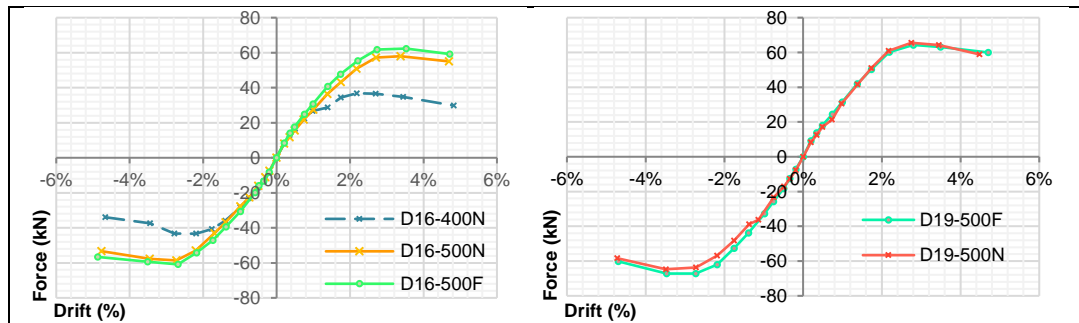 80
60
40
20
0
-20
-40
-60
-80
-6% -4% -2% 0% 2% 4% 6%
Force (kN)
Drift (%)
D16-400N
D16-500N
D16-500F
80
60
40
20
0
-20
-40
-60
-80
-6% -4% -2% 0% 2% 4% 6%
Force (kN)
Drift (%)
D19-500F
D19-500N